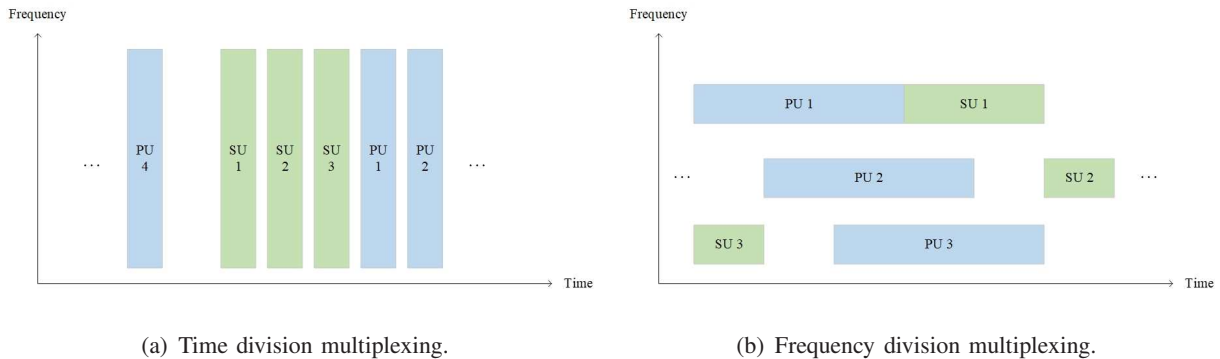 Frequency
...
PU
4
SU
1
SU
2
SU
3
PU
1
PU
2
...
Time
(a) Time division multiplexing.
Frequency
PU 1
SU 1
...
PU 2
SU 2
...
SU 3
PU 3
Time
(b) Frequency division multiplexing.